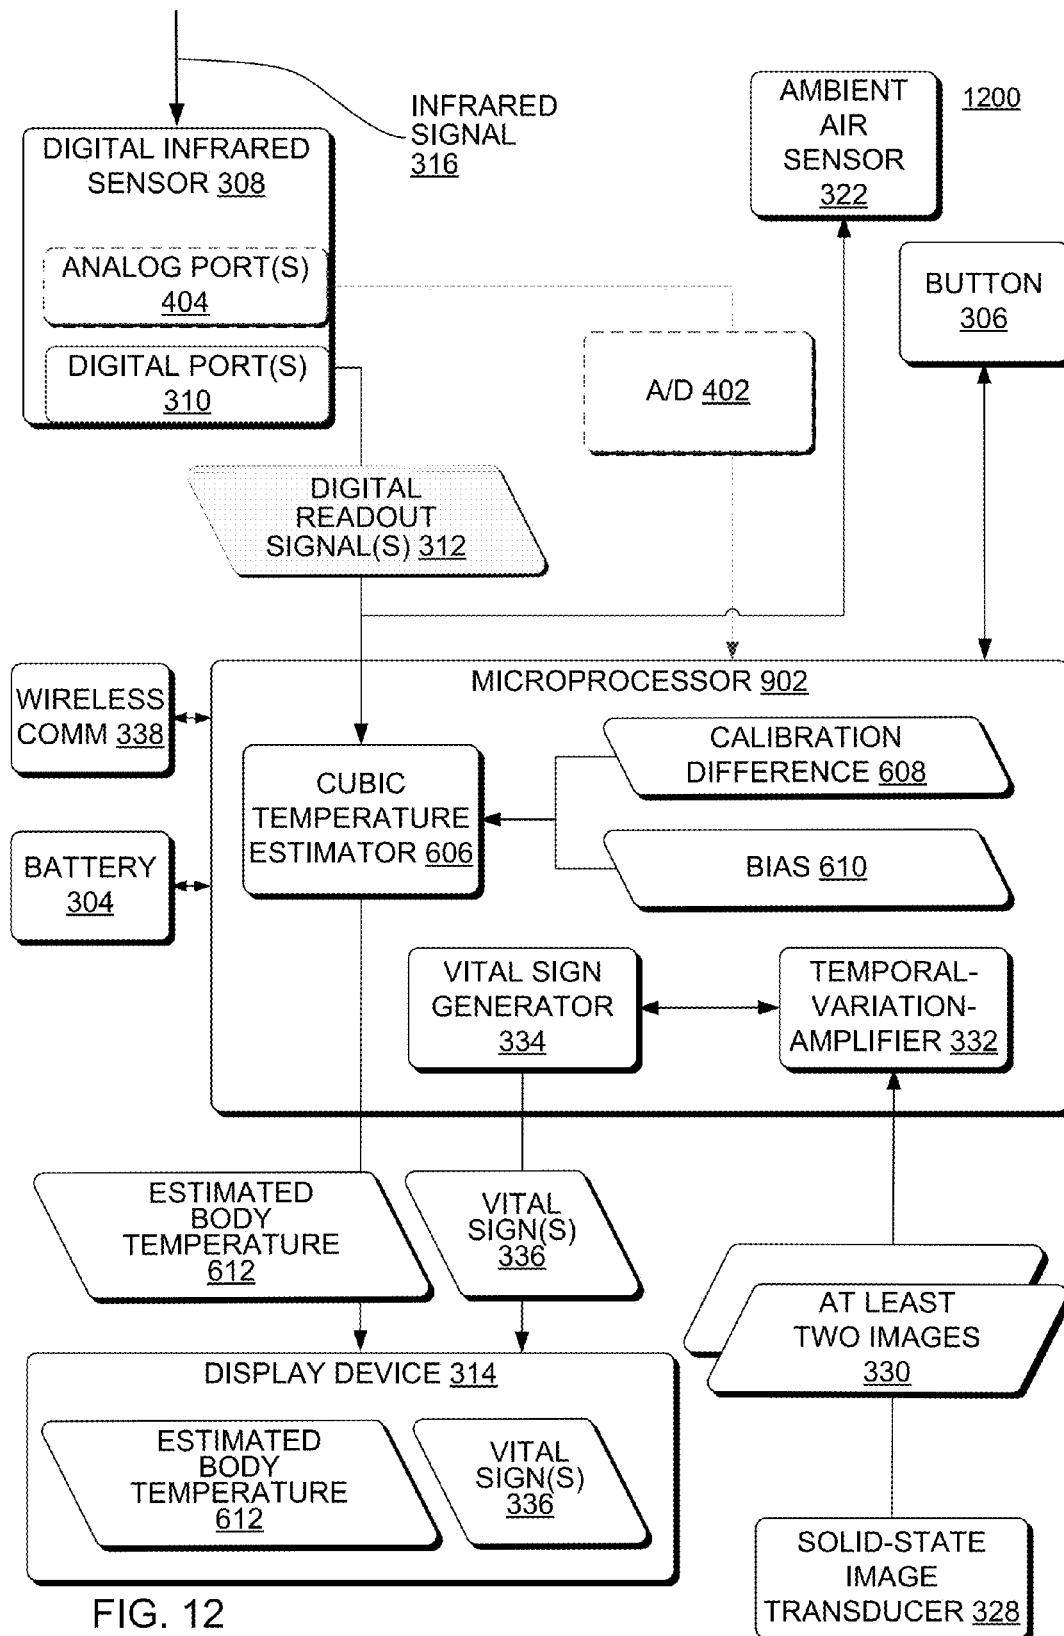 INFRARED
SIGNAL
316
AMBIENT
AIR
SENSOR
322
1200
DIGITAL INFRARED
SENSOR 308
ANALOG PORT(S)
404
DIGITAL PORT(S)
310
A/D 402
BUTTON
306
DIGITAL
READOUT
SIGNAL(S) 312
MICROPROCESSOR 902
WIRELESS
COMM 338
BATTERY
304
CUBIC
TEMPERATURE
ESTIMATOR 606
CALIBRATION
DIFFERENCE 608
BIAS 610
VITAL SIGN
GENERATOR
334
TEMPORAL-
VARIATION-
AMPLIFIER 332
ESTIMATED
BODY
TEMPERATURE
612
VITAL
SIGN(S)
336
AT LEAST
TWO IMAGES
330
DISPLAY DEVICE 314
ESTIMATED
BODY
TEMPERATURE
612
VITAL
SIGN(S)
336
SOLID-STATE
IMAGE
TRANSDUCER 328
FIG. 12